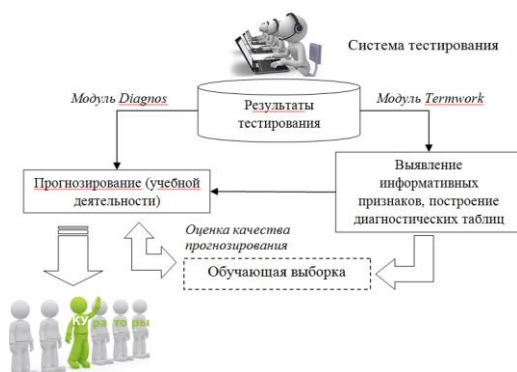 Система тестирования
Модуль Diagnos
Результаты
тестирования
Модуль Termwork
Прогнозирование (учебной
деятельности)
Выявление
информативных
признаков, построение
диагностических таблиц
Оценка качества
прогнозирования
Обучающая выборка
Кураторы